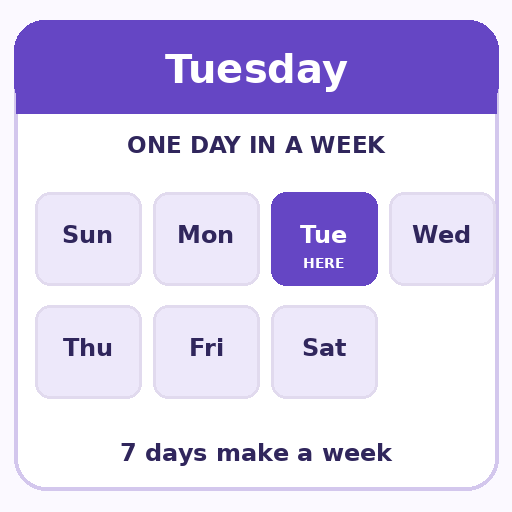 Tuesday
ONE DAY IN A WEEK
Sun Mon Tue Wed
HERE
Thu Fri Sat
7 days make a week